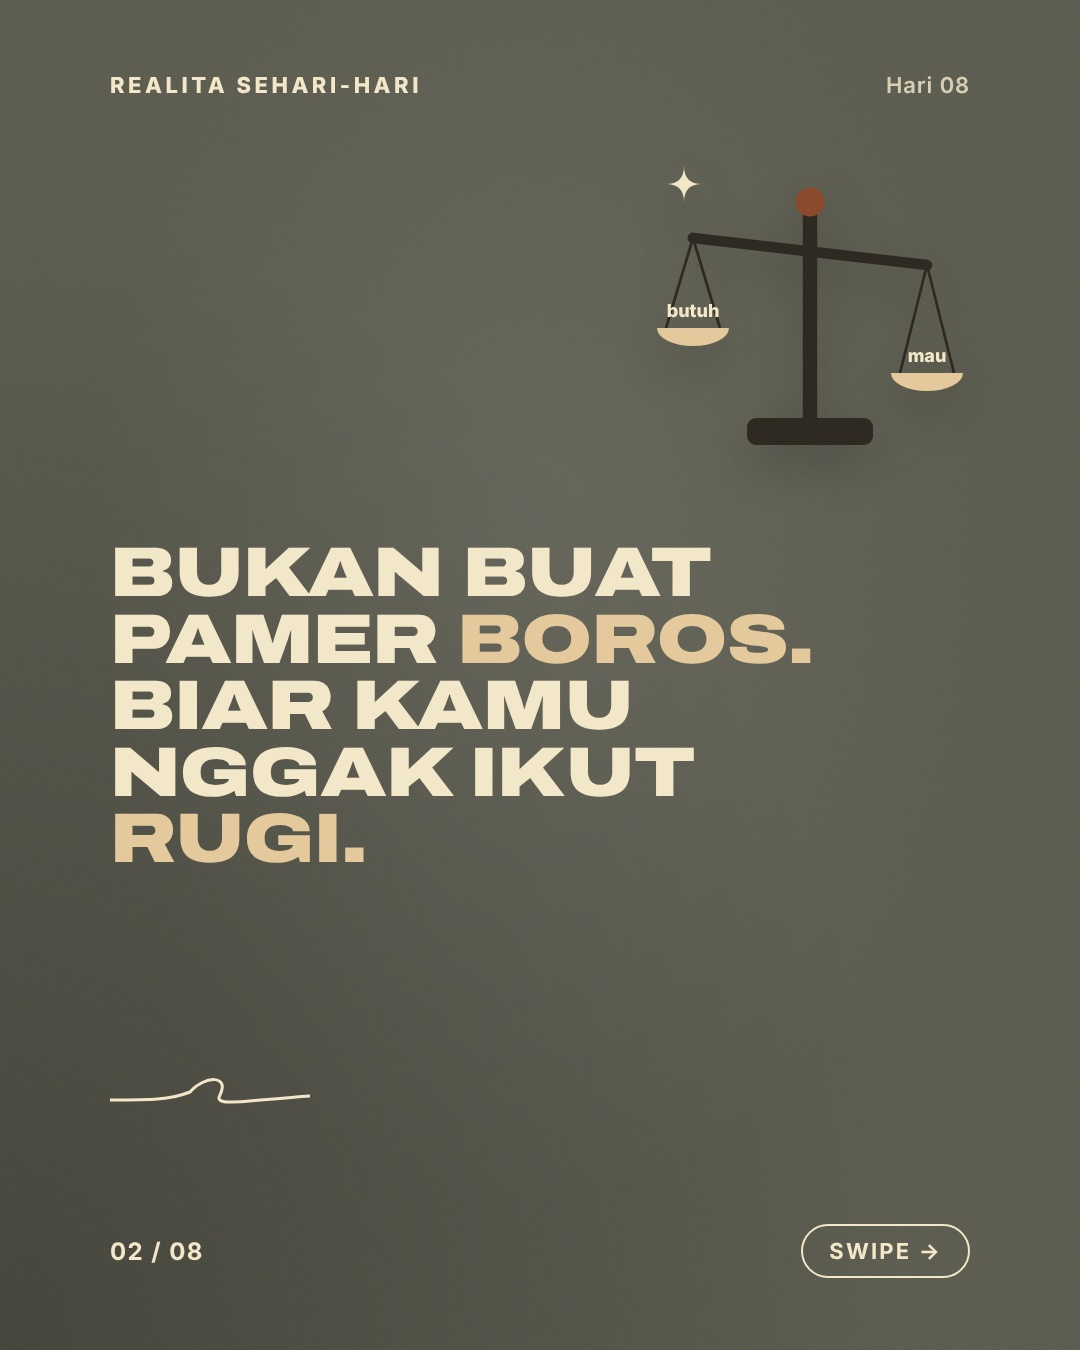 REALITA SEHARI-HARI
Hari 08
butuh
mau
BUKAN BUAT
PAMER BOROS.
BIAR KAMU
NGGAK IKUT
RUGI.
02 / 08
SWIPE →